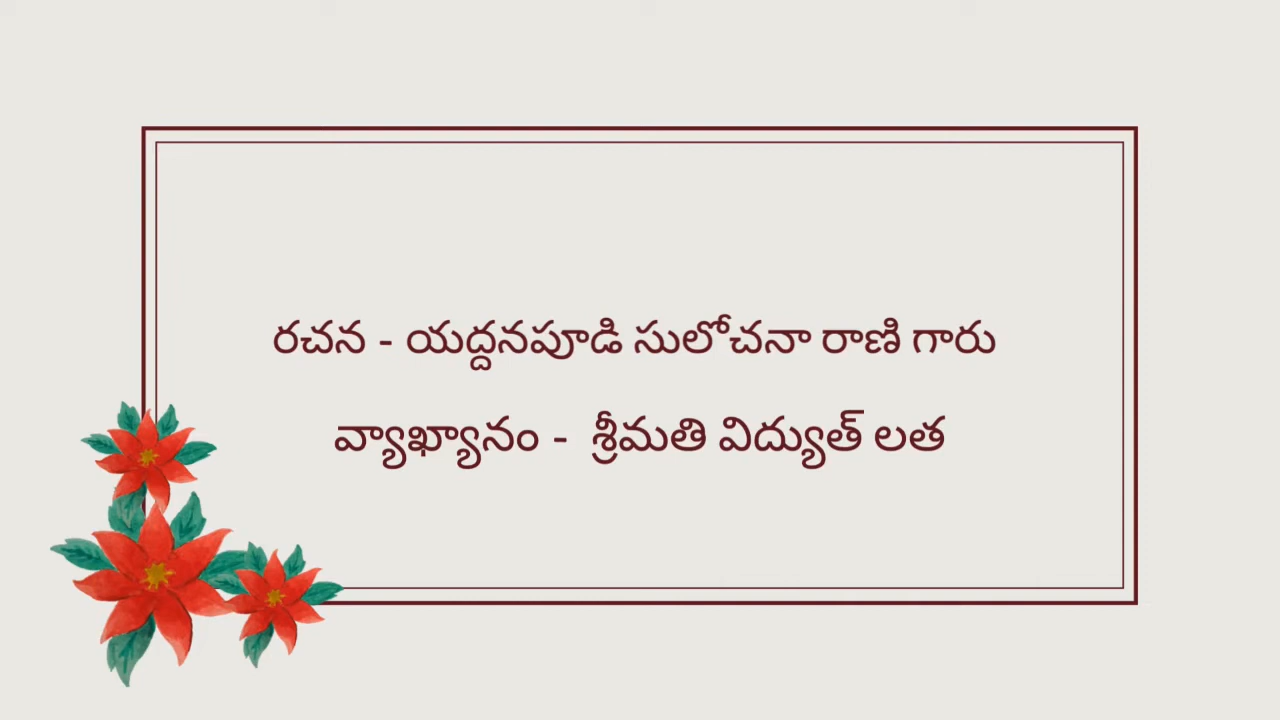 రచన - యద్దనపూడి సులోచనా రాణి గారు
వ్యాఖ్యానం - శ్రీమతి విద్యుత్ లత